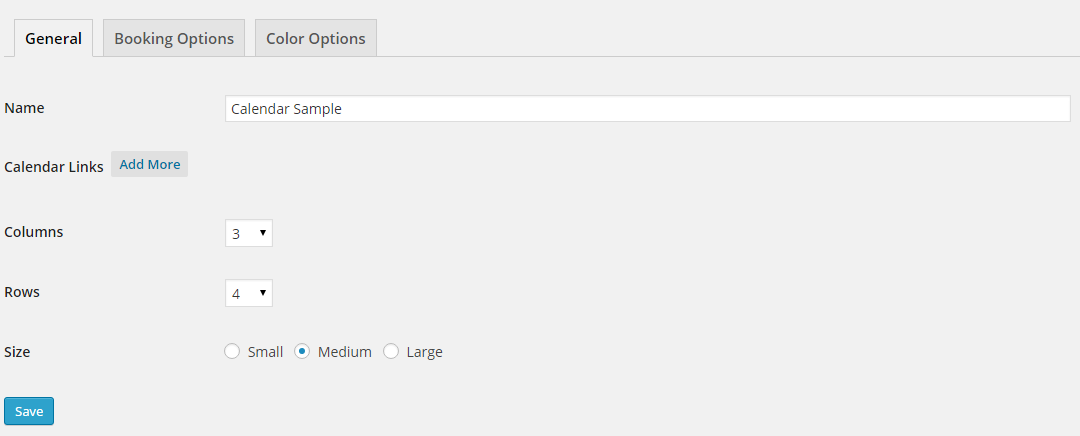 General Booking Options Color Options
Name Calendar Sample
Calendar Links Add More
Columns 3
Rows 4
Size Small Medium Large
Save